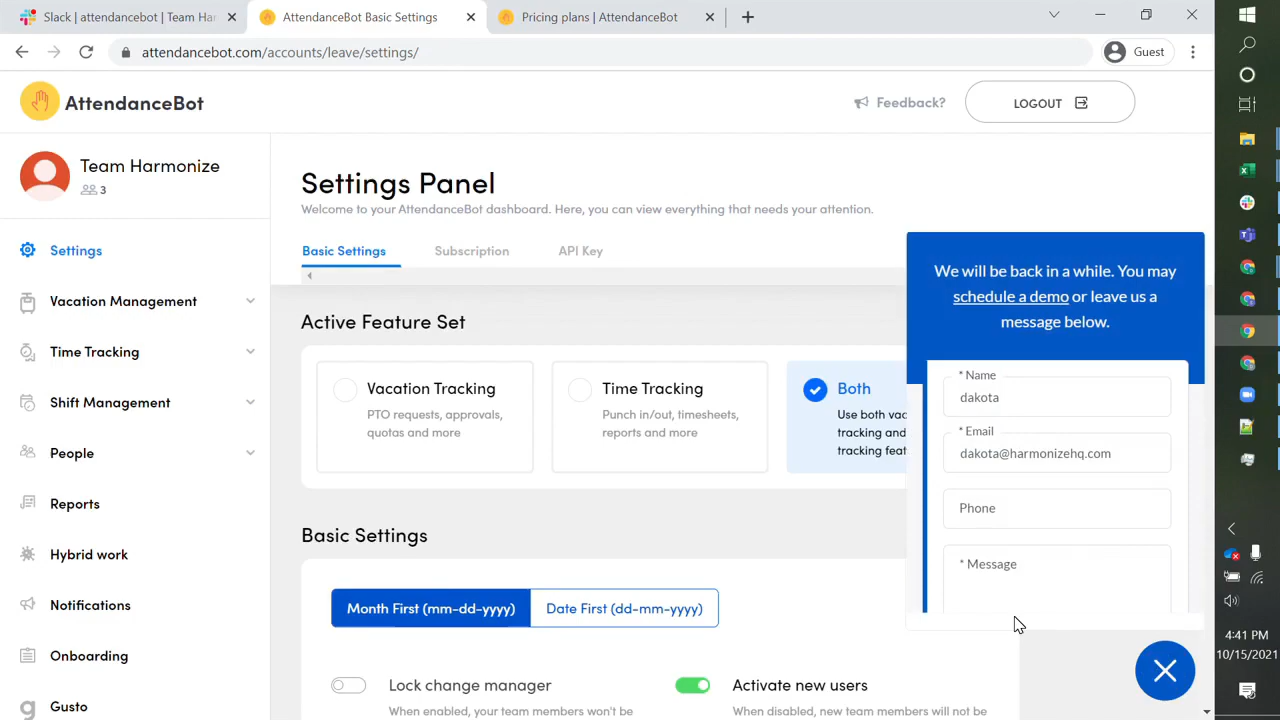 Slack | attendancebot | Team Har
AttendanceBot Basic Settings
Pricing plans | AttendanceBot
attendancebot.com/accounts/leave/settings/
Guest
AttendanceBot
Feedback?
LOGOUT
Team Harmonize
3
Settings
Vacation Management
Time Tracking
Shift Management
People
Reports
Hybrid work
Notifications
Onboarding
Gusto
Settings Panel
Welcome to your AttendanceBot dashboard. Here, you can view everything that needs your attention.
Basic Settings
Subscription
API Key
Active Feature Set
Vacation Tracking
PTO requests, approvals,
quotas and more
Time Tracking
Punch in/out, timesheets,
reports and more
Both
Use both vac
tracking and
tracking feat
Basic Settings
Month First (mm-dd-yyyy)
Date First (dd-mm-yyyy)
Lock change manager
When enabled, your team members won't be
Activate new users
When disabled, new team members will not be
We will be back in a while. You may
schedule a demo or leave us a
message below.
* Name
dakota
* Email
dakota@harmonizehq.com
Phone
* Message
4:41 PM
10/15/2021